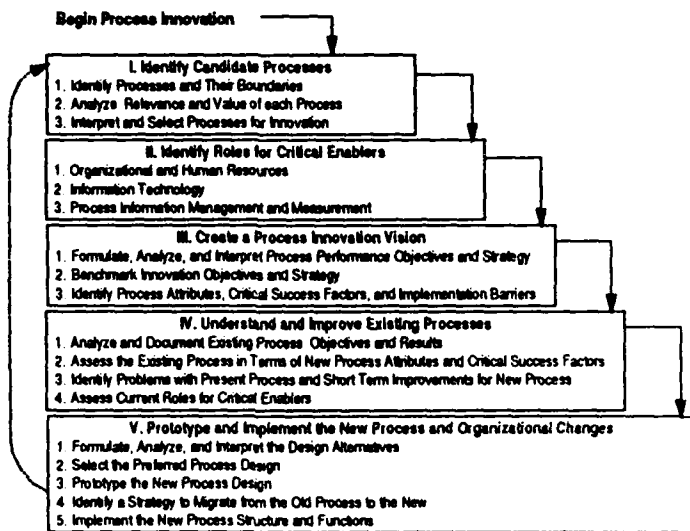 Begin Process Innovation
I. Identify Candidate Processes
1. Identify Processes and Their Boundaries
2. Analyze Relevance and Value of each Process
3. Interpret and Select Processes for Innovation
II. Identify Roles for Critical Enablers
1. Organizational and Human Resources
2. Information Technology
3. Process Information Management and Measurement
III. Create a Process Innovation Vision
1. Formulate, Analyze, and Interpret Process Performance Objectives and Strategy
2. Benchmark Innovation Objectives and Strategy
3. Identify Process Attributes, Critical Success Factors, and Implementation Barriers
IV. Understand and Improve Existing Processes
1. Analyze and Document Existing Process Objectives and Results
2. Assess the Existing Process in Terms of New Process Attributes and Critical Success Factors
3. Identify Problems with Present Process and Short Term Improvements for New Process
4. Assess Current Roles for Critical Enablers
V. Prototype and Implement the New Process and Organizational Changes
1. Formulate, Analyze, and Interpret the Design Alternatives
2. Select the Preferred Process Design
3. Prototype the New Process Design
4 Identify a Strategy to Migrate from the Old Process to the New
5. Implement the New Process Structure and Functions